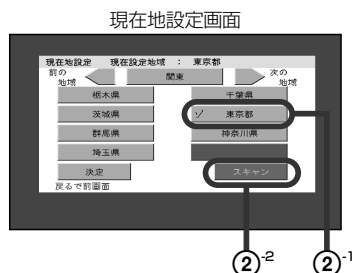 現在地設定画面
現在地設定 現在設定地域 : 東京都
前の地域 関東 次の地域
栃木県 千葉県
茨城県 東京都
群馬県 神奈川県
埼玉県
決定 スキャン
戻るで前画面
②-2 ②-1